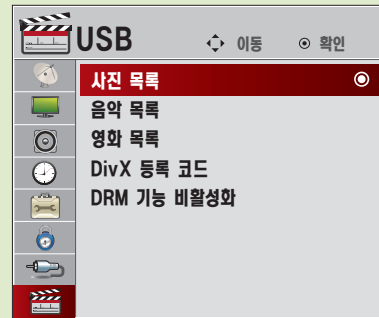 USB
이동 확인
사진 목록
음악 목록
영화 목록
DivX 등록 코드
DRM 기능 비활성화